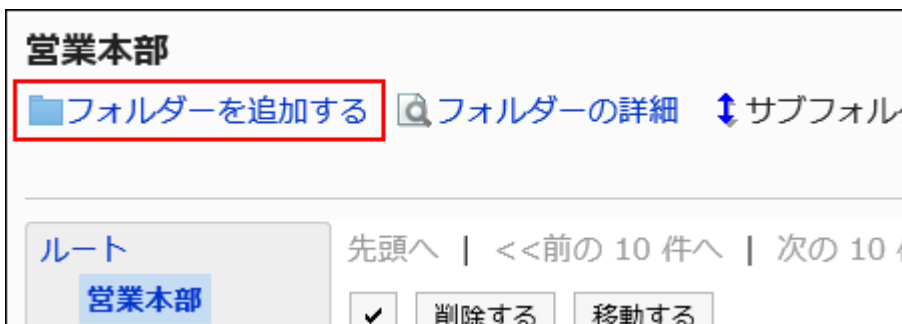 営業本部
フォルダーを追加する フォルダーの詳細 サブフォル
ルート
営業本部
先頭へ | <<前の 10 件へ | 次の 10
削除する 移動する